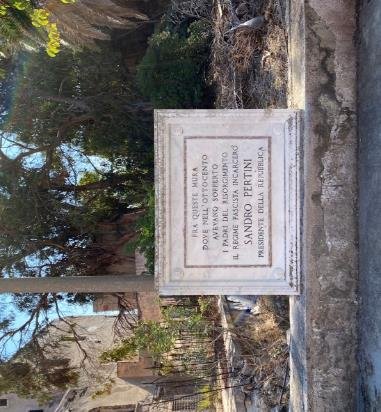 FRA QUESTE MURA
DOVE NELL'OTTOCENTO
AVEVANO SOFFERTO
I PADRI DEL RISORGIMENTO
IL REGIME FASCISTA INCARCERÒ
SANDRO PERTINI
PRESIDENTE DELLA REPUBBLICA